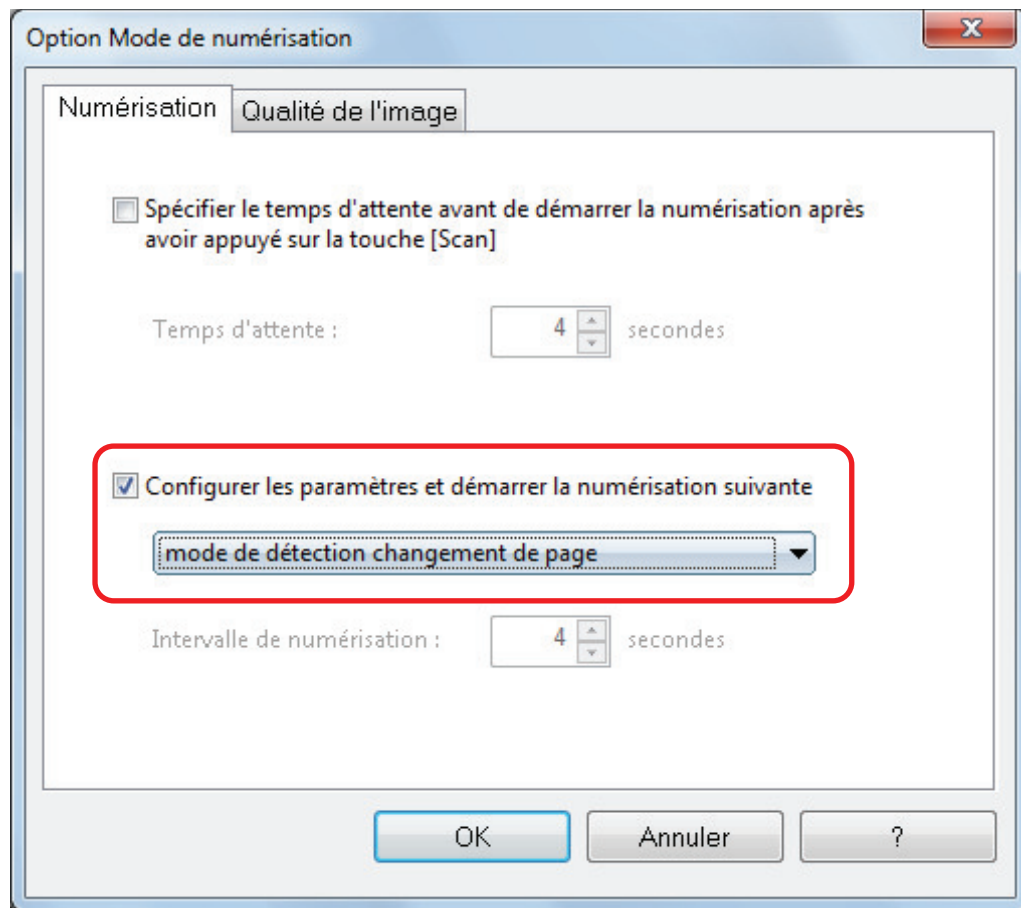 Option Mode de numérisation
x
Numérisation
Qualité de l'image
Spécifier le temps d'attente avant de démarrer la numérisation après
avoir appuyé sur la touche [Scan]
Temps d'attente :
4
secondes
Configurer les paramètres et démarrer la numérisation suivante
mode de détection changement de page
Intervalle de numérisation :
4
secondes
OK
Annuler
?